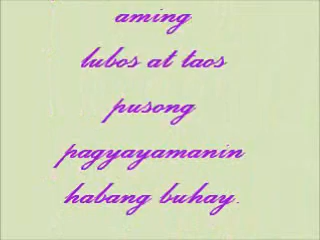 aming
lubos at taos
pusong
pagyayamanin
habang buhay.